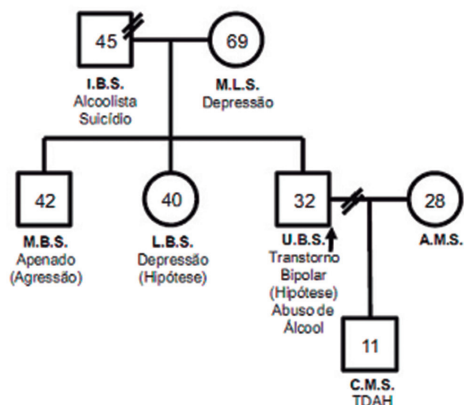 45
69
I.B.S.
Alcoolista
Suicídio
M.L.S.
Depressão
42
40
32
28
M.B.S.
Apenado
(Agressão)
L.B.S.
Depressão
(Hipótese)
U.B.S.
Transtorno
Bipolar
(Hipótese)
Abuso de
Álcool
A.M.S.
11
C.M.S.
TDAH